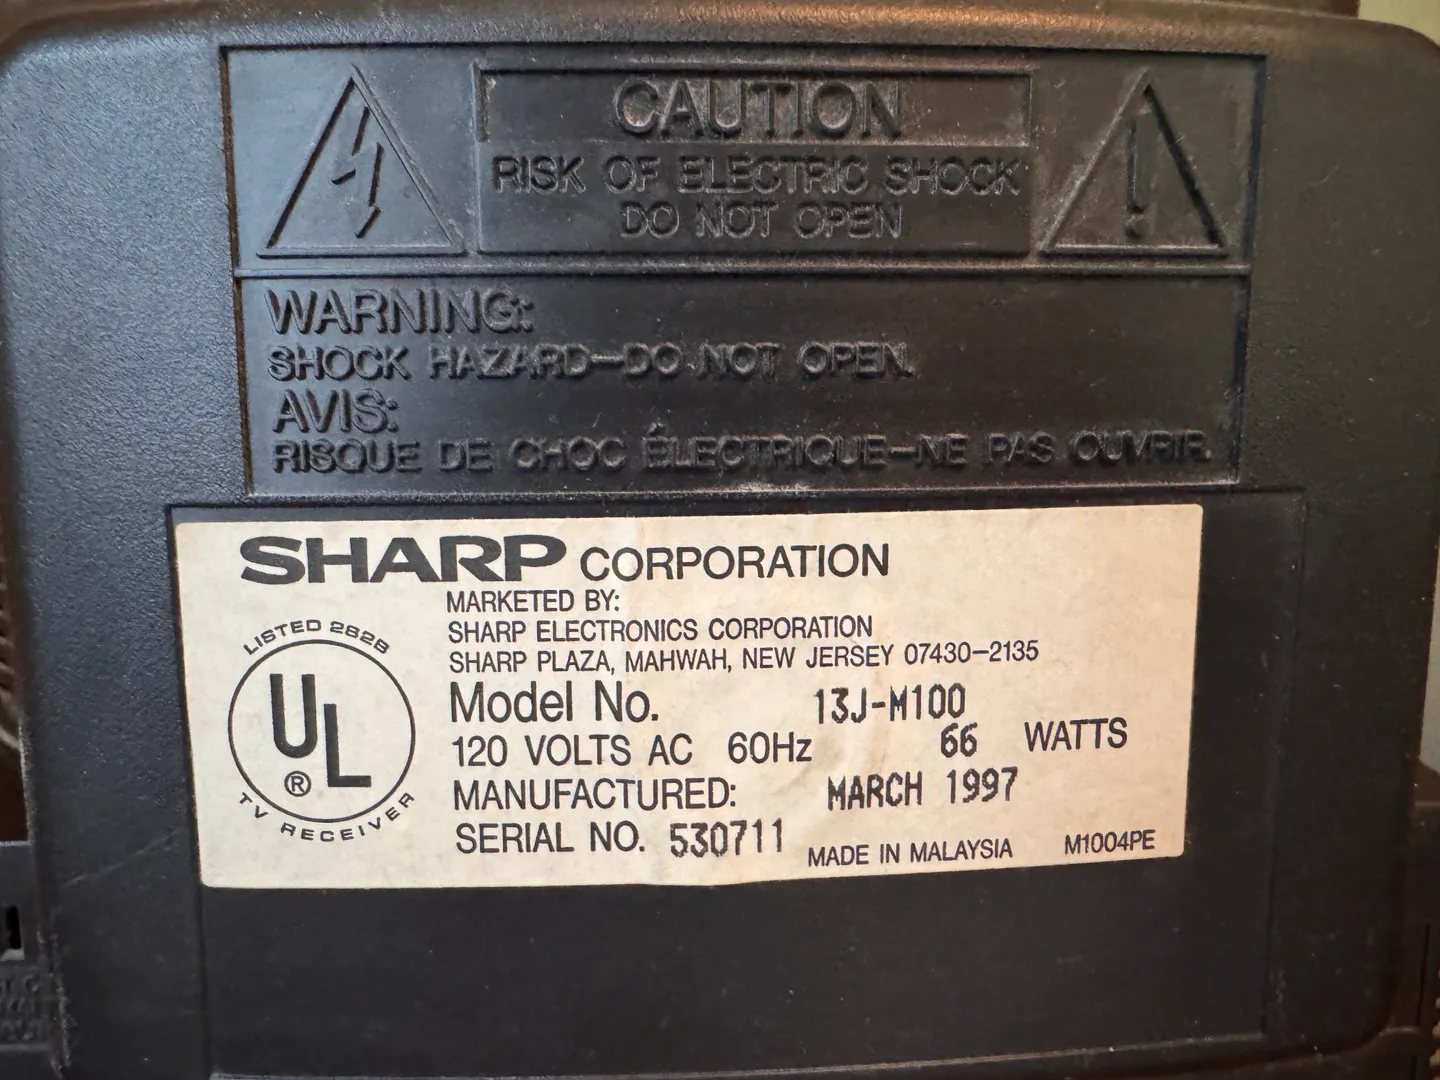 CAUTION
RISK OF ELECTRIC SHOCK
DO NOT OPEN
WARNING:
SHOCK HAZARD–DO NOT OPEN.
AVIS:
RISQUE DE CHOC ÉLECTRIQUE–NE PAS OUVRIR.
SHARP CORPORATION
MARKETED BY:
SHARP ELECTRONICS CORPORATION
SHARP PLAZA, MAHWAH, NEW JERSEY 07430–2135
LISTED 262B
UL
®
TV RECEIVER
Model No. 13J-M100
120 VOLTS AC 60Hz 66 WATTS
MANUFACTURED: MARCH 1997
SERIAL NO. 530711 MADE IN MALAYSIA M1004PE